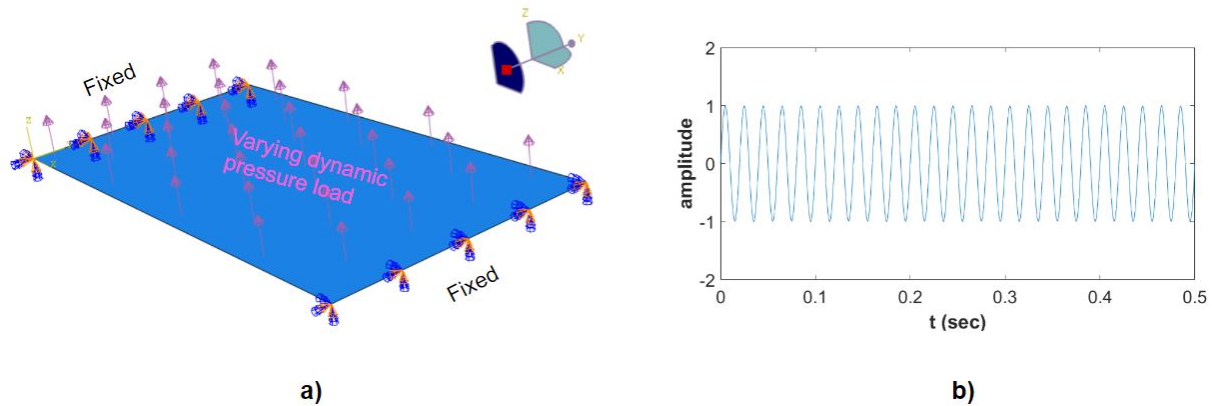 Fixed
Varying dynamic
pressure load
Fixed
Z
Y
X
z
a)
2
1
0
-1
-2
amplitude
0
0.1
0.2
0.3
0.4
0.5
t (sec)
b)